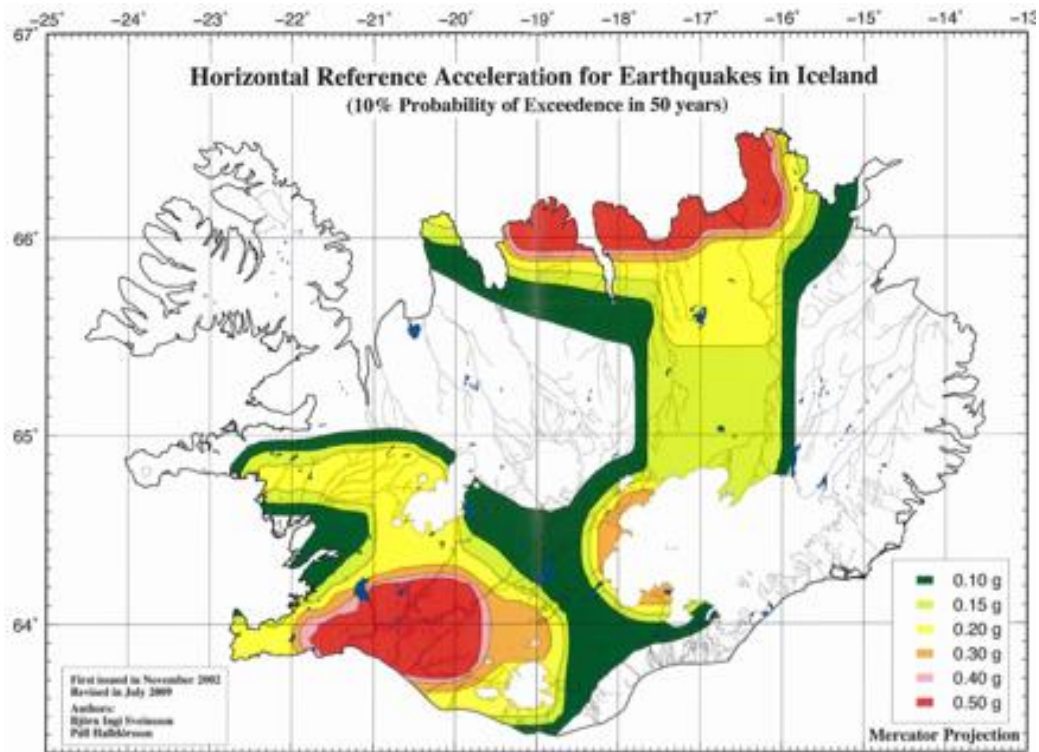 −25° −24° −23° −22° −21° −20° −19° −18° −17° −16° −15° −14° −13°
67°
Horizontal Reference Acceleration for Earthquakes in Iceland
(10% Probability of Exceedence in 50 years)
66°
65°
64°
0.10 g
0.15 g
0.20 g
0.30 g
0.40 g
0.50 g
First issued in November 2002
Revised in July 2009
Authors:
Björn Ingi Sveinsson
Páll Halldórsson
Mercator Projection